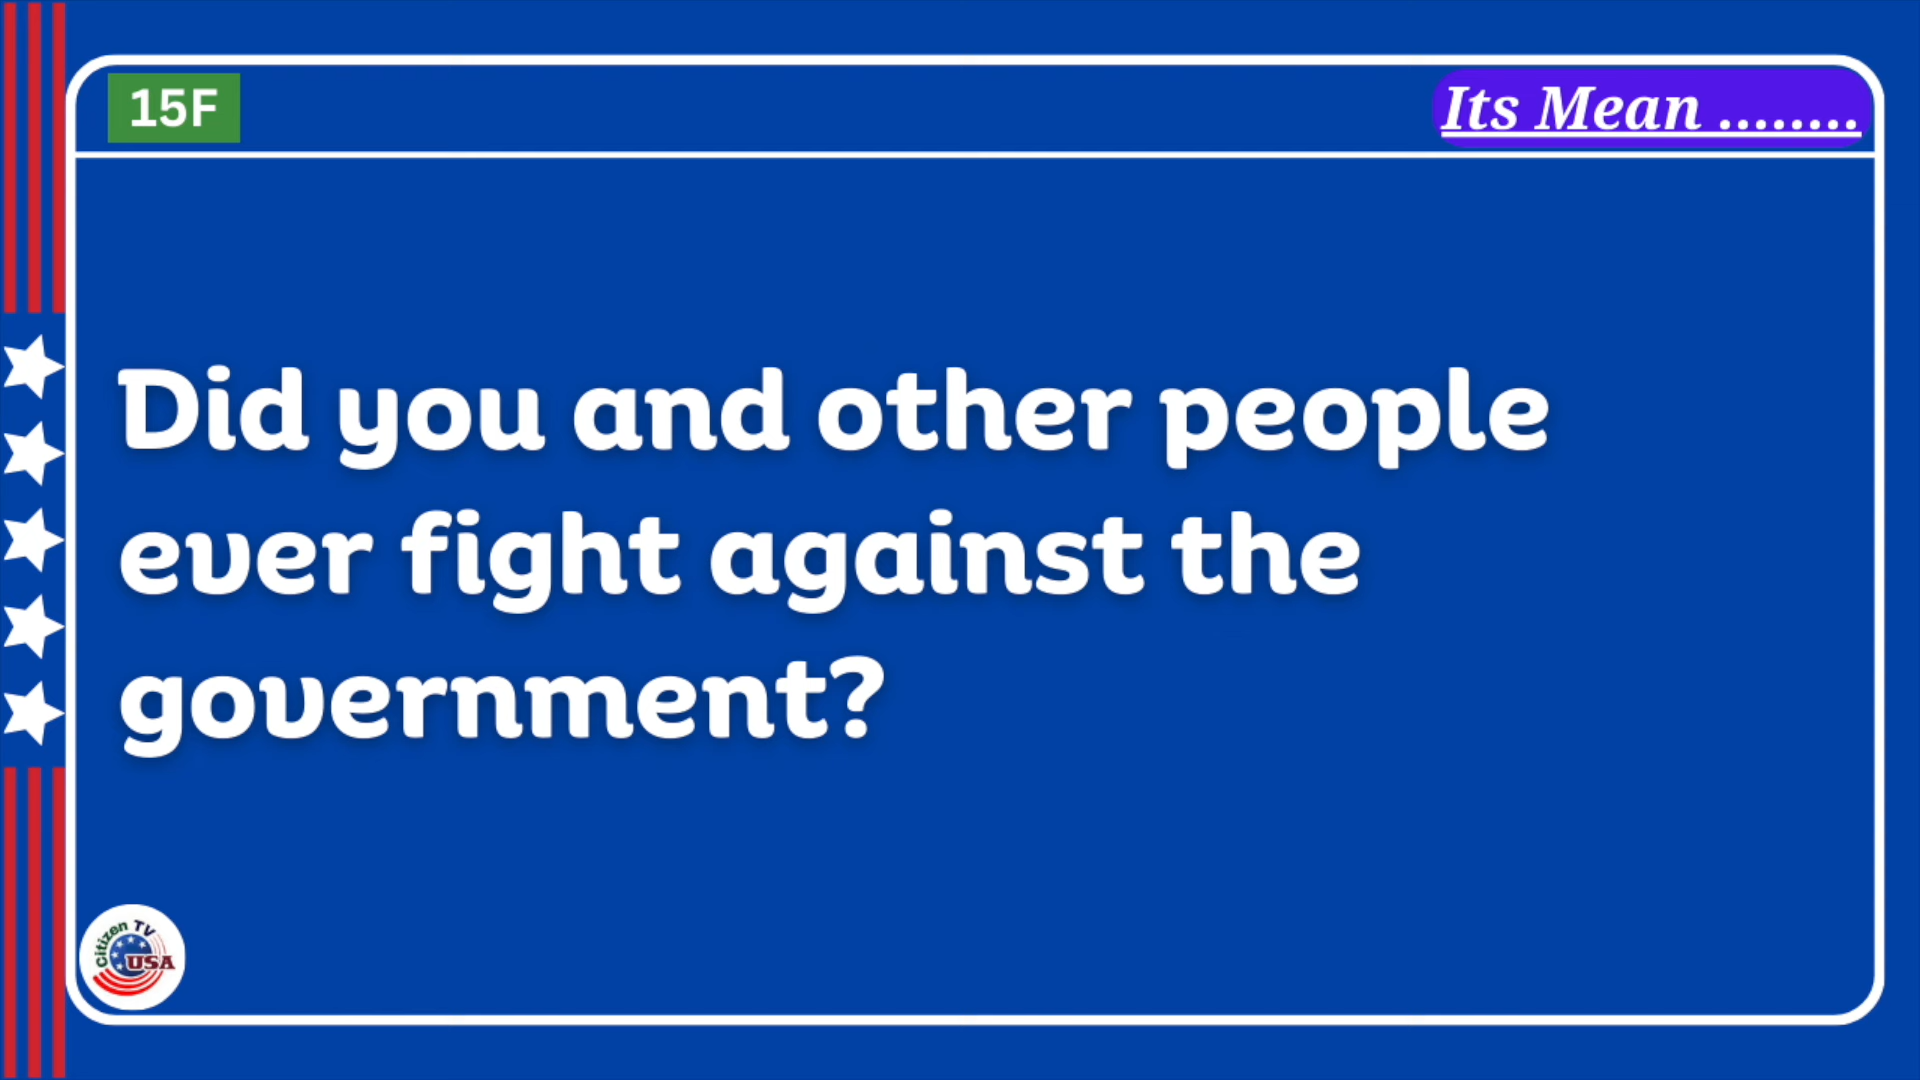 15F
Its Mean ........
Did you and other people
ever fight against the
government?
Citizen TV
USA